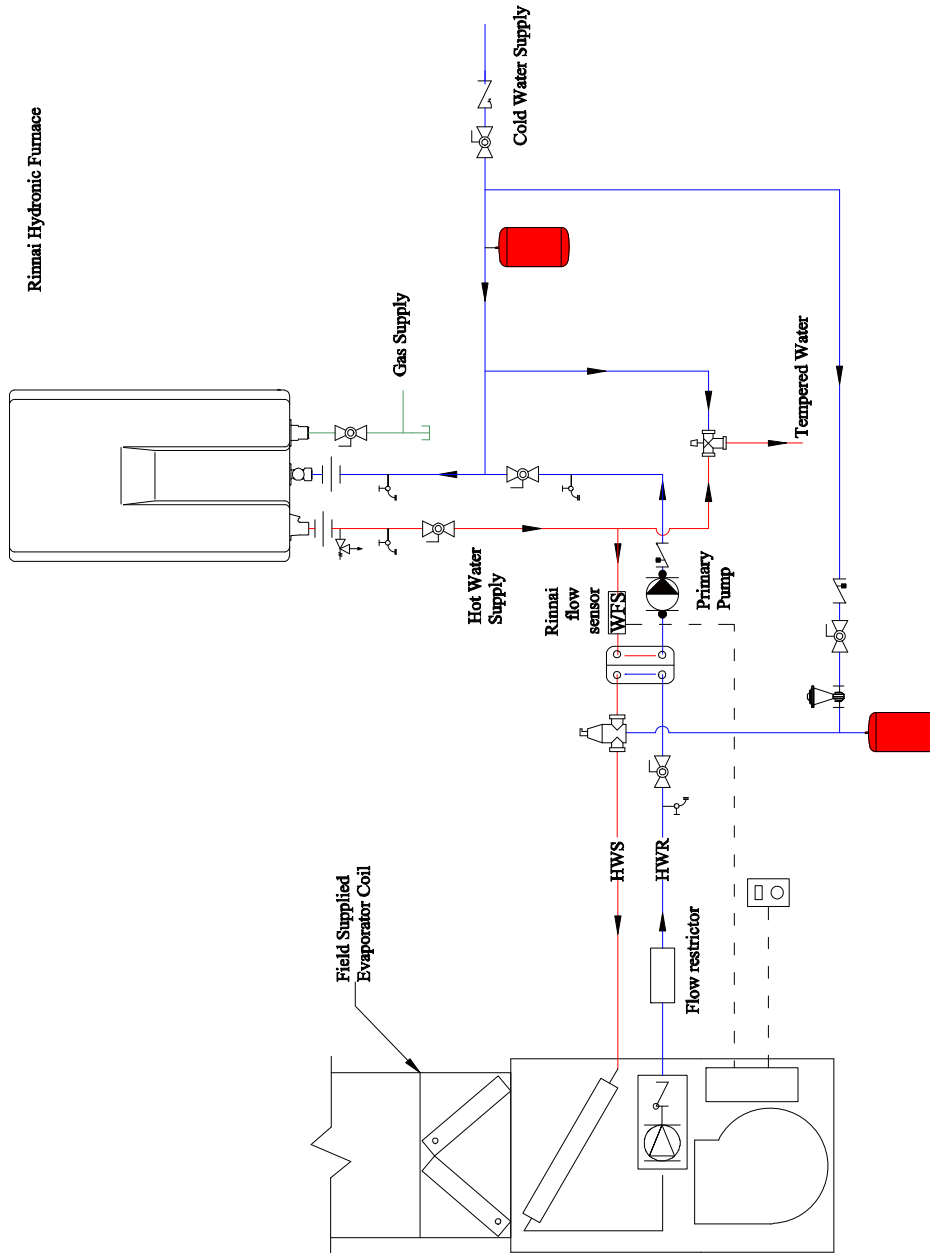 Rinnai Hydronic Furnace
Cold Water Supply
Gas Supply
Tempered Water
Hot Water
Supply
Rinnai
flow
sensor
WFS
Primary
Pump
HWS
HWR
Field Supplied
Evaporator Coil
Flow restrictor